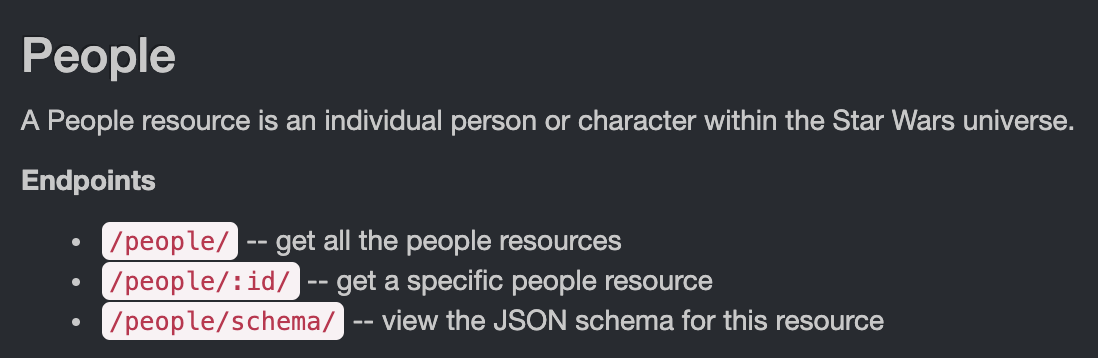 People
A People resource is an individual person or character within the Star Wars universe.
Endpoints
• /people/ -- get all the people resources
• /people/:id/ -- get a specific people resource
• /people/schema/ -- view the JSON schema for this resource